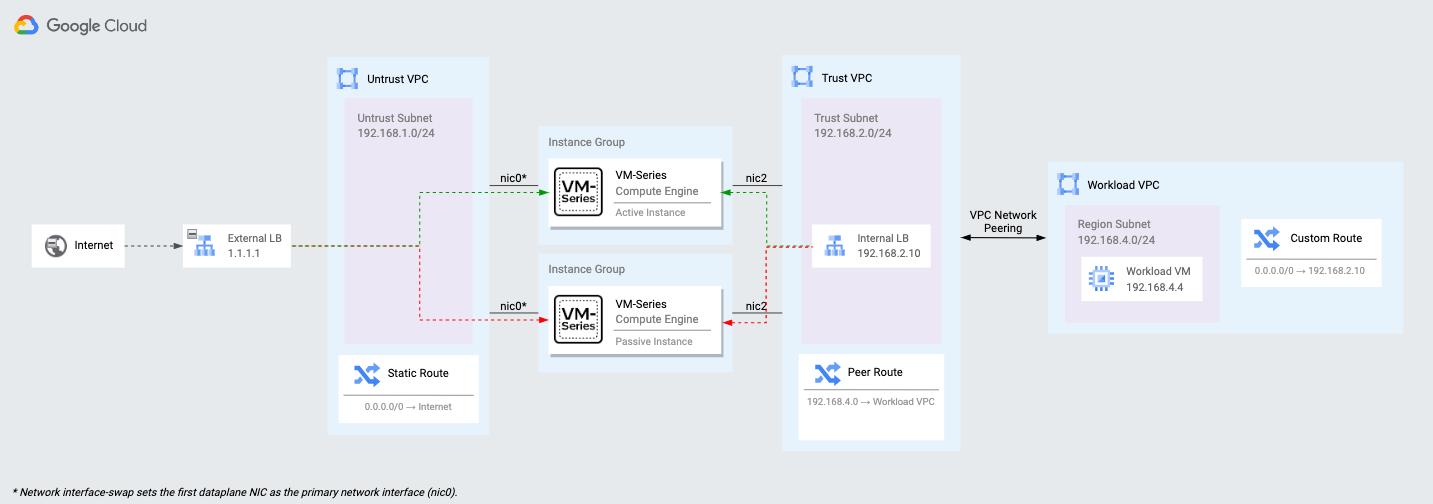 Google Cloud
Untrust VPC
Untrust Subnet
192.168.1.0/24
Internet
External LB
1.1.1.1
Static Route
0.0.0.0/0 → Internet
nic0*
Instance Group
VM-
Series
VM-Series
Compute Engine
Active Instance
nic2
nic0*
Instance Group
VM-
Series
VM-Series
Compute Engine
Passive Instance
nic2
Trust VPC
Trust Subnet
192.168.2.0/24
Internal LB
192.168.2.10
Peer Route
192.168.4.0 → Workload VPC
VPC Network
Peering
Workload VPC
Region Subnet
192.168.4.0/24
Workload VM
192.168.4.4
Custom Route
0.0.0.0/0 → 192.168.2.10
* Network interface-swap sets the first dataplane NIC as the primary network interface (nic0).